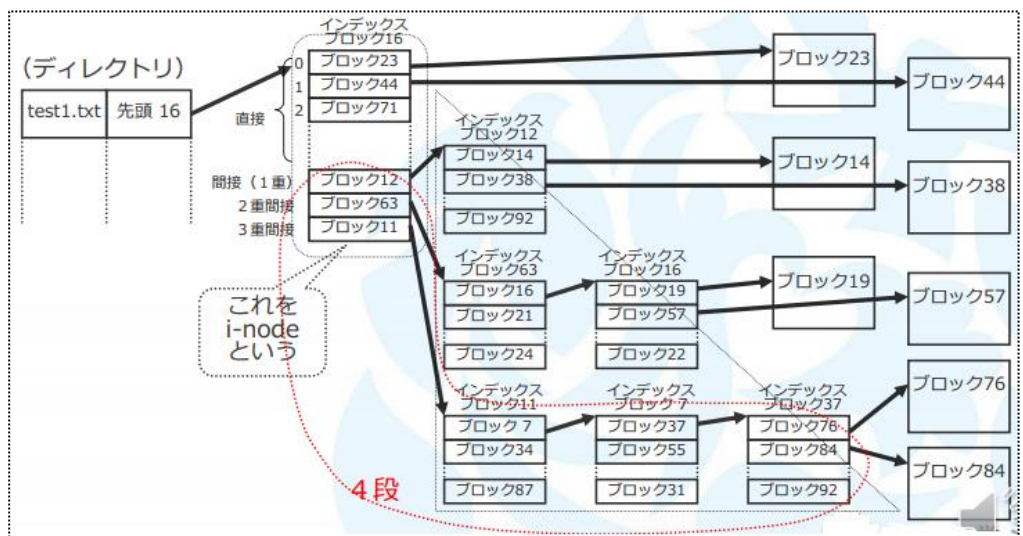 インデックス
ブロック16
(ディレクトリ)
test1.txt 先頭 16
直接
0 ブロック23
1 ブロック44
2 ブロック71
間接（1重） ブロック12
2重間接 ブロック63
3重間接 ブロック11
これを
i-node
という
インデックス
ブロック12
ブロック14
ブロック38
ブロック92
インデックス
ブロック63
ブロック16
ブロック21
ブロック24
インデックス
ブロック16
ブロック19
ブロック57
ブロック22
インデックス
ブロック11
ブロック 7
ブロック34
ブロック87
インデックス
ブロック 7
ブロック37
ブロック55
ブロック31
インデックス
ブロック37
ブロック76
ブロック84
ブロック92
4段
ブロック23
ブロック44
ブロック14
ブロック38
ブロック19
ブロック57
ブロック76
ブロック84